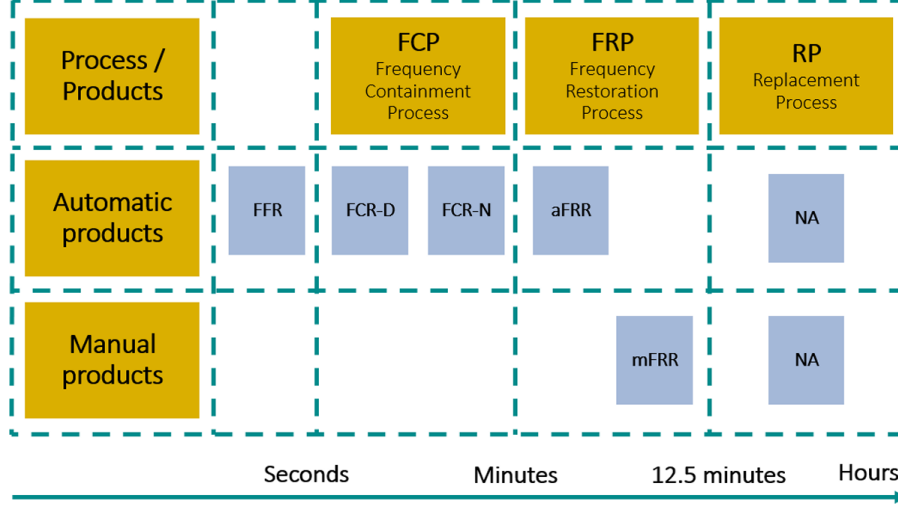 Process /
Products
FCP
Frequency
Containment
Process
FRP
Frequency
Restoration
Process
RP
Replacement
Process
Automatic
products
FFR
FCR-D
FCR-N
aFRR
NA
Manual
products
mFRR
NA
Seconds
Minutes
12.5 minutes
Hours